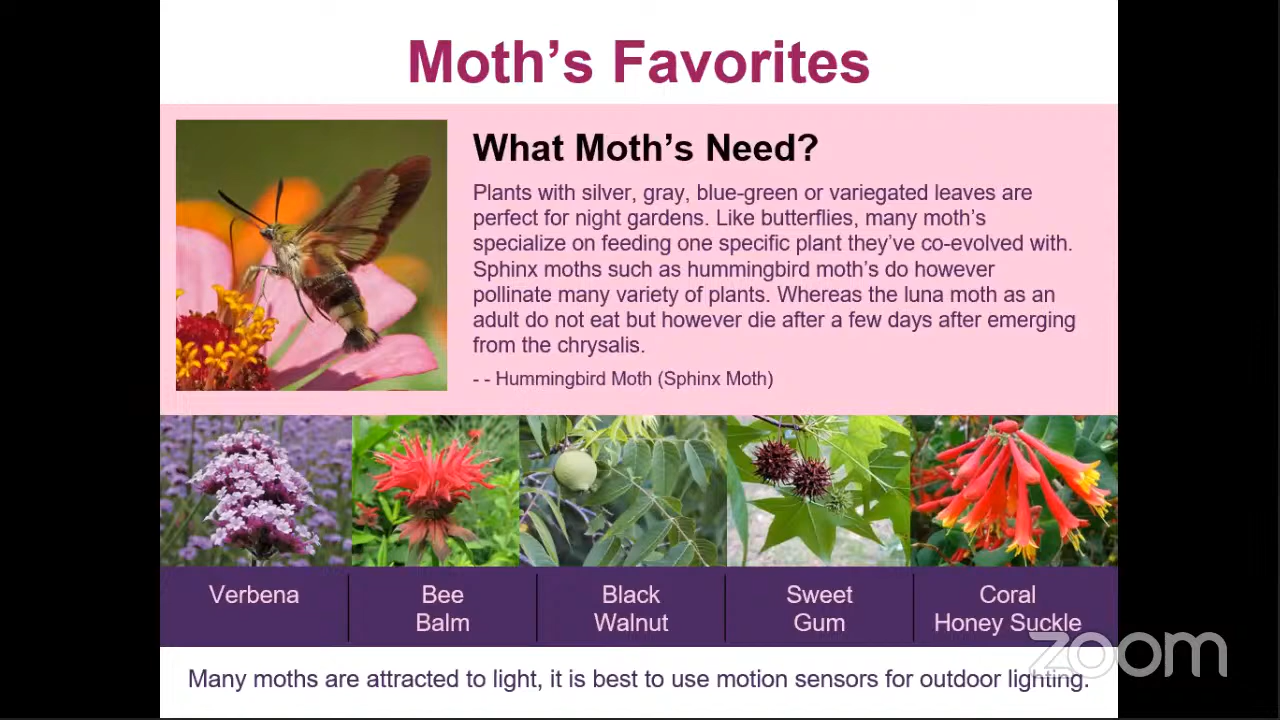 Moth's Favorites
What Moth's Need?
Plants with silver, gray, blue-green or variegated leaves are
perfect for night gardens. Like butterflies, many moth's
specialize on feeding one specific plant they've co-evolved with.
Sphinx moths such as hummingbird moth's do however
pollinate many variety of plants. Whereas the luna moth as an
adult do not eat but however die after a few days after emerging
from the chrysalis.
- - Hummingbird Moth (Sphinx Moth)
Verbena
Bee
Balm
Black
Walnut
Sweet
Gum
Coral
Honey Suckle
zoom
Many moths are attracted to light, it is best to use motion sensors for outdoor lighting.